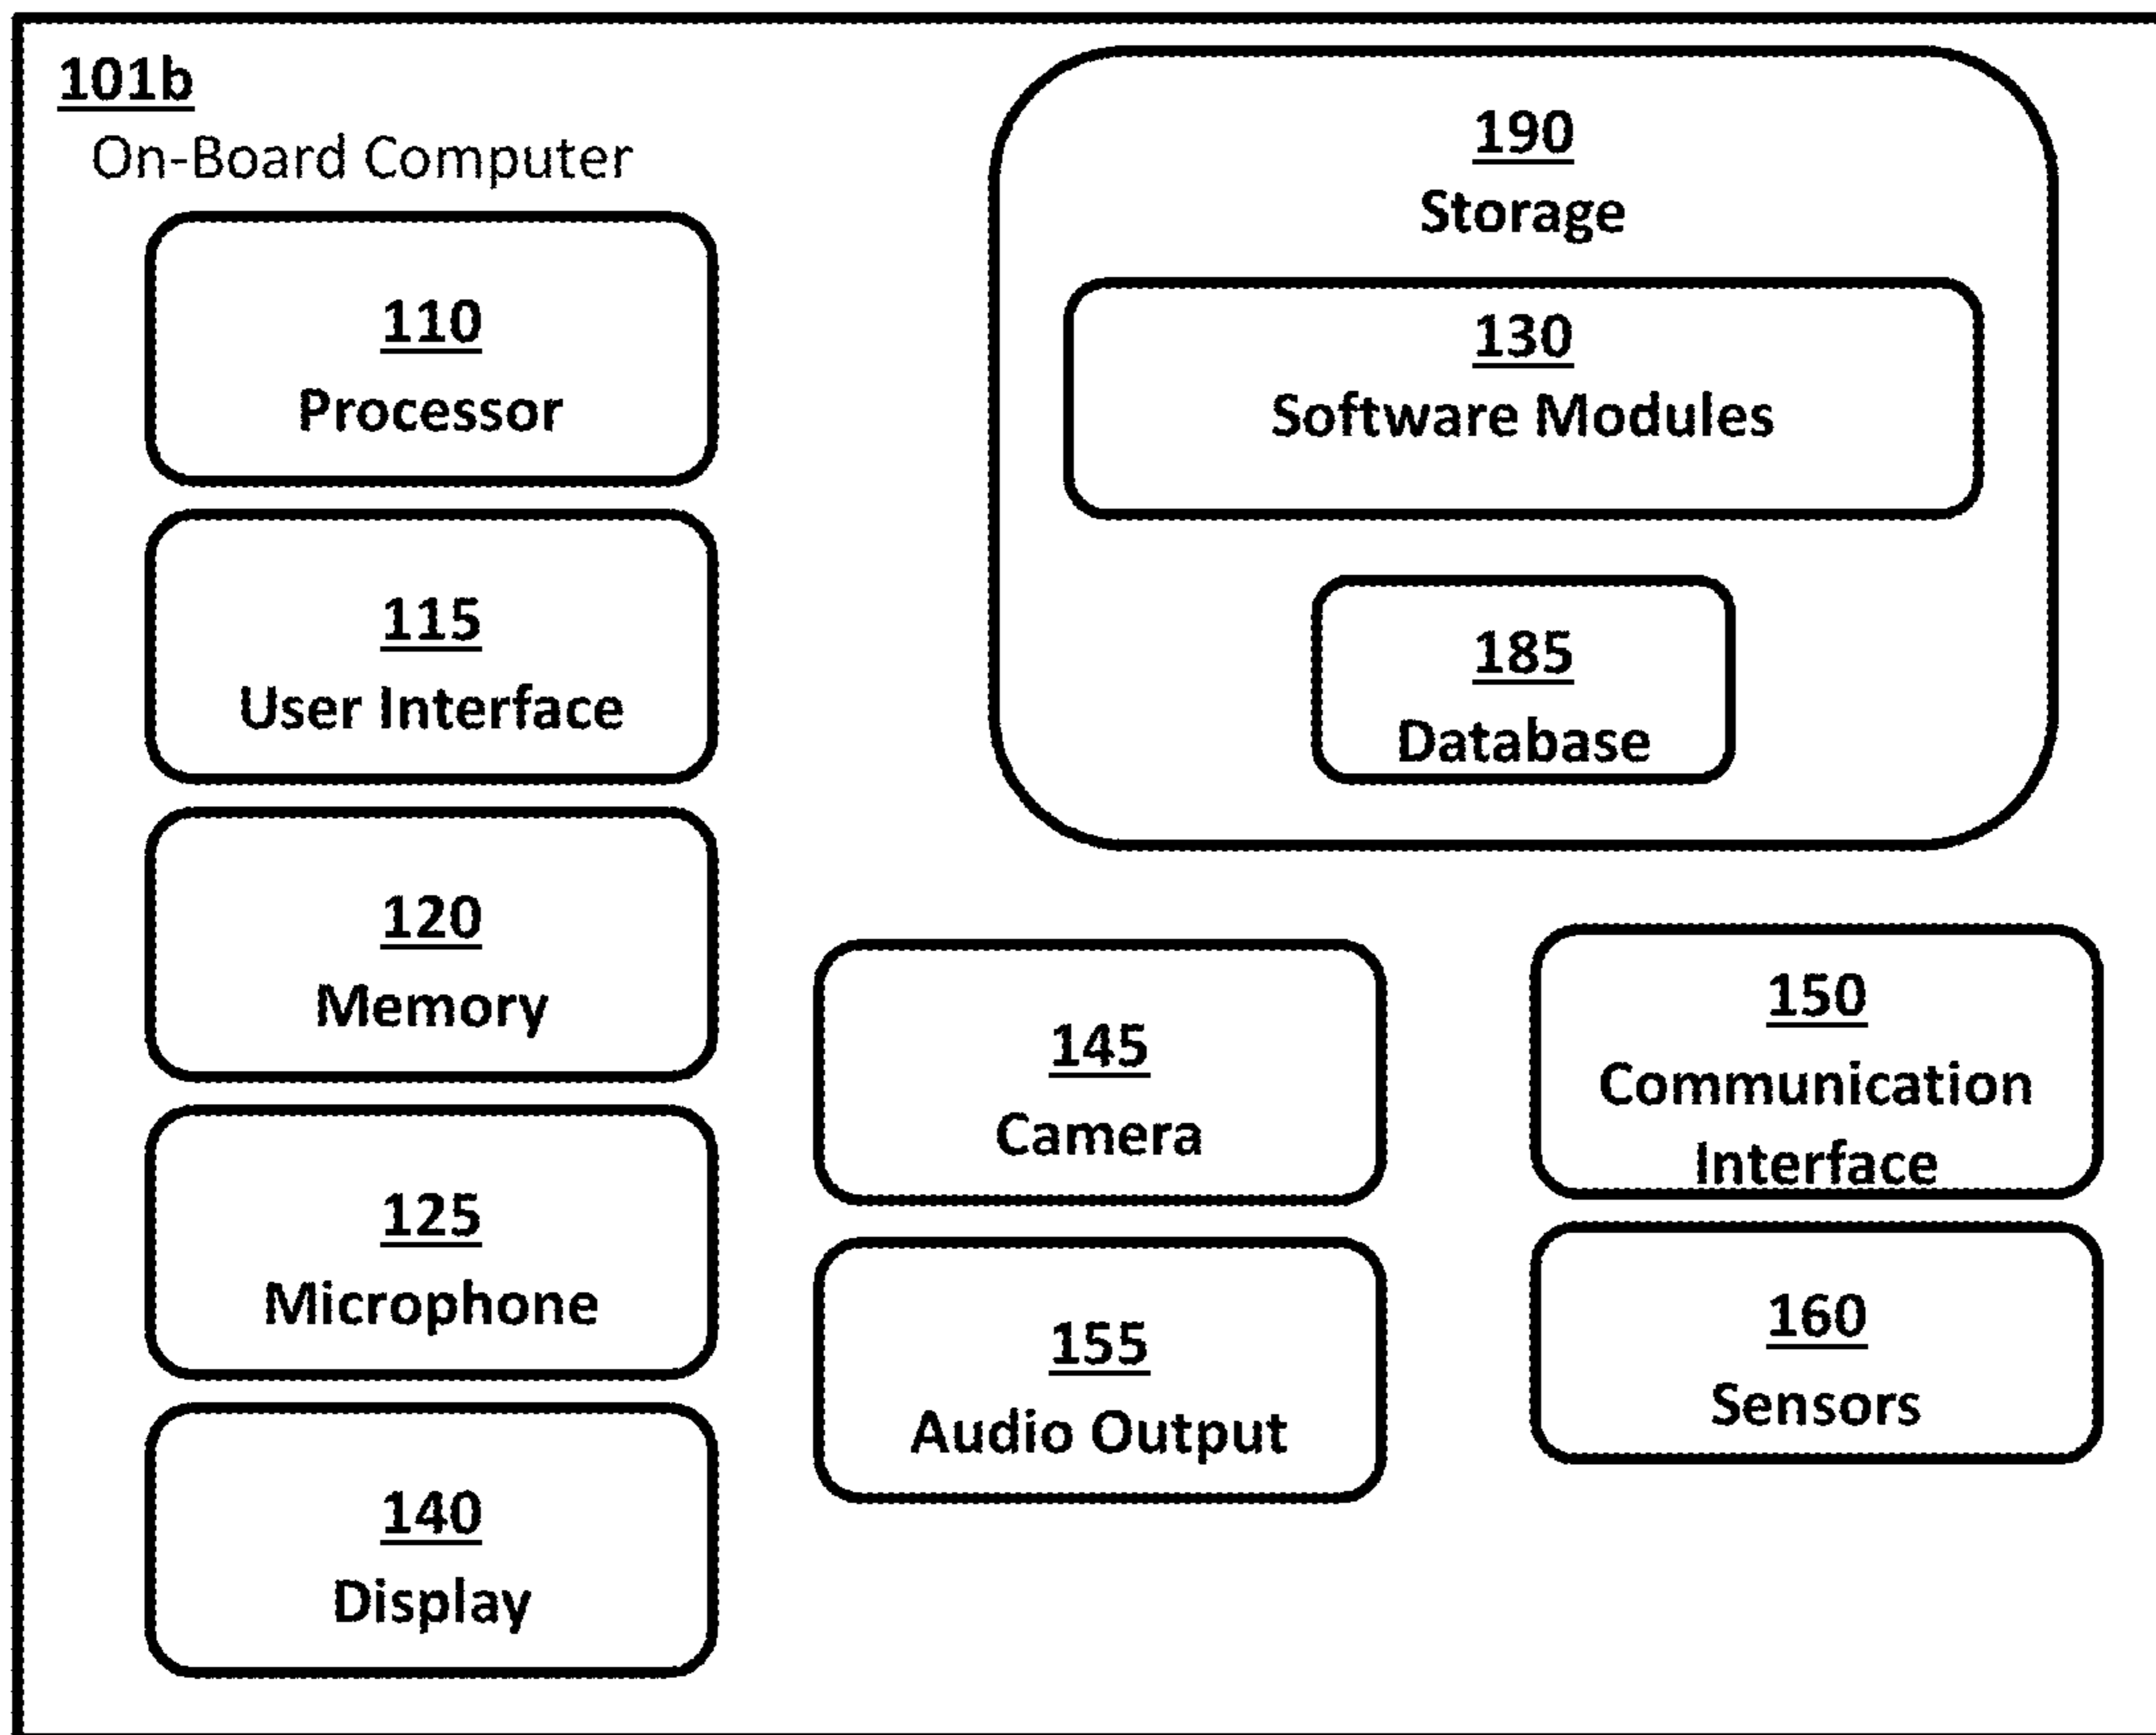 101b
On-Board Computer
110
Processor
115
User Interface
120
Memory
125
Microphone
140
Display
190
Storage
130
Software Modules
185
Database
145
Camera
155
Audio Output
150
Communication
Interface
160
Sensors